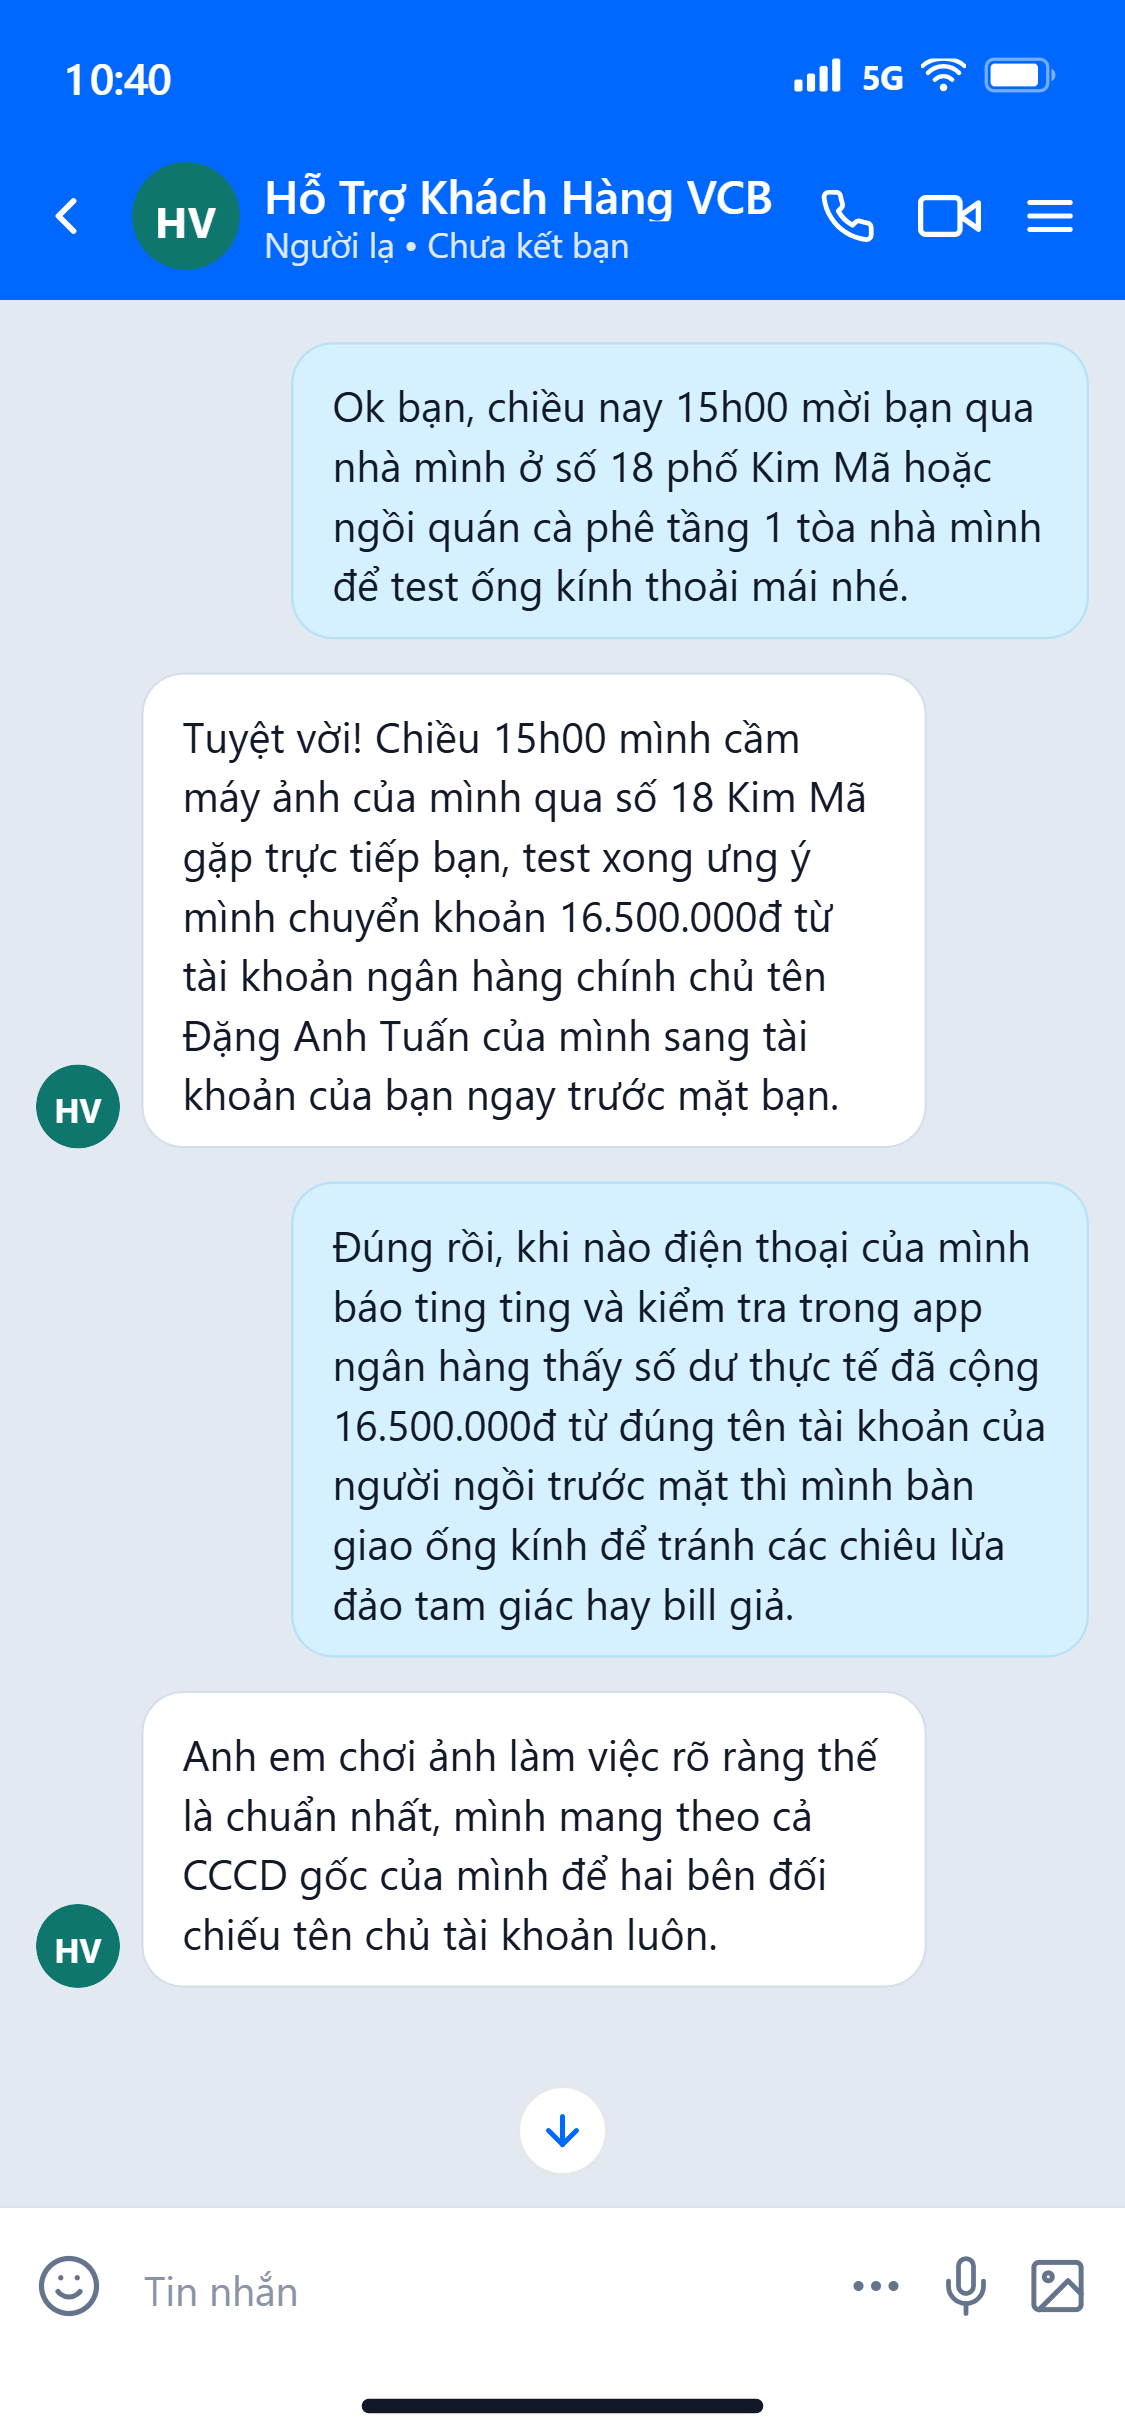 10:40
5G
HV
Hỗ Trợ Khách Hàng VCB
Người lạ • Chưa kết bạn
Ok bạn, chiều nay 15h00 mời bạn qua
nhà mình ở số 18 phố Kim Mã hoặc
ngồi quán cà phê tầng 1 tòa nhà mình
để test ống kính thoải mái nhé.
Tuyệt vời! Chiều 15h00 mình cầm
máy ảnh của mình qua số 18 Kim Mã
gặp trực tiếp bạn, test xong ưng ý
mình chuyển khoản 16.500.000đ từ
tài khoản ngân hàng chính chủ tên
Đặng Anh Tuấn của mình sang tài
khoản của bạn ngay trước mặt bạn.
HV
Đúng rồi, khi nào điện thoại của mình
báo ting ting và kiểm tra trong app
ngân hàng thấy số dư thực tế đã cộng
16.500.000đ từ đúng tên tài khoản của
người ngồi trước mặt thì mình bàn
giao ống kính để tránh các chiêu lừa
đảo tam giác hay bill giả.
Anh em chơi ảnh làm việc rõ ràng thế
là chuẩn nhất, mình mang theo cả
CCCD gốc của mình để hai bên đối
chiếu tên chủ tài khoản luôn.
HV
Tin nhắn